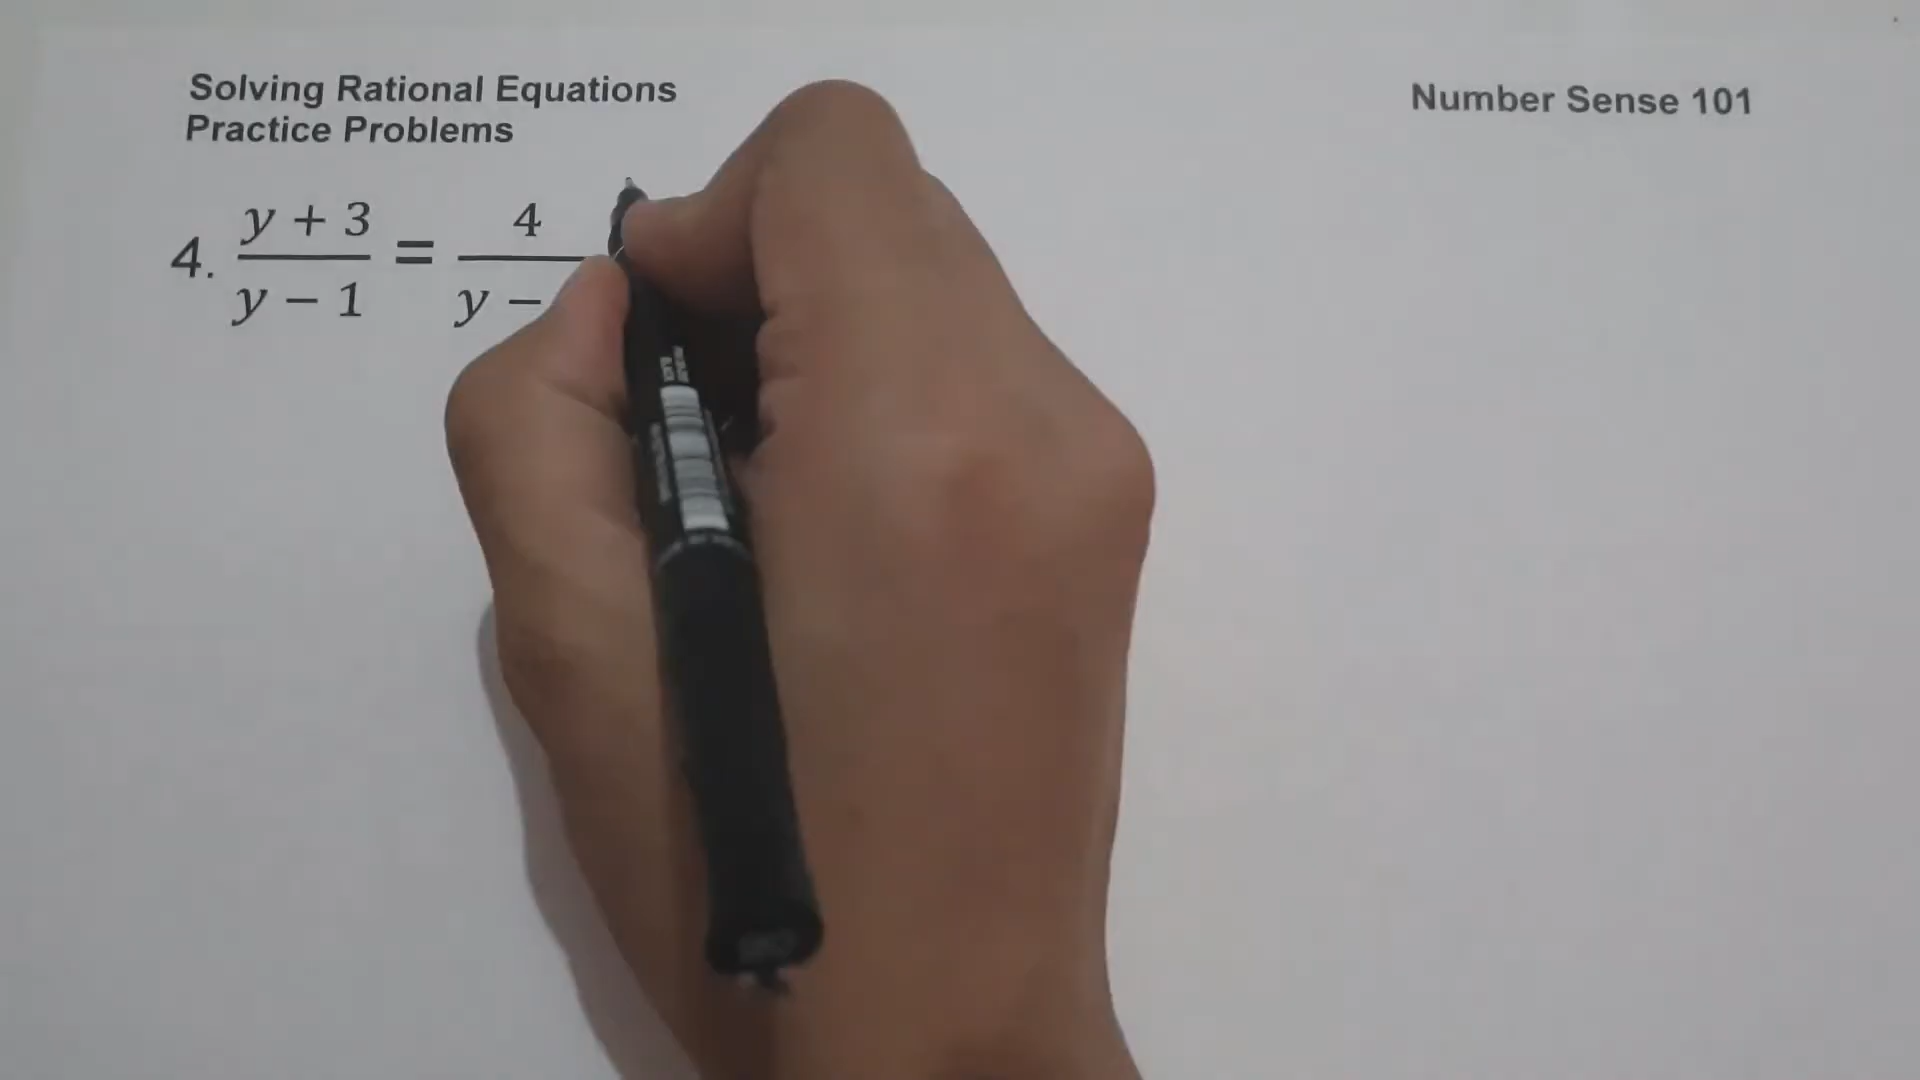 Solving Rational Equations
Practice Problems
Number Sense 101
4. y + 3 / y − 1 = 4 / y −